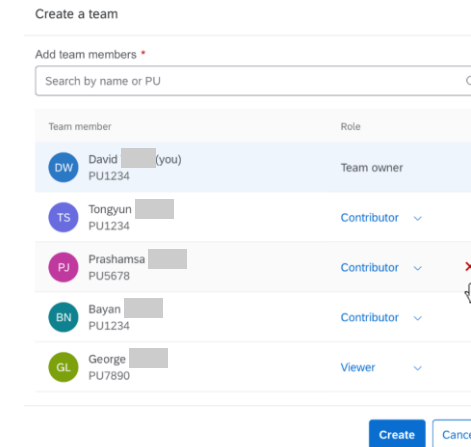 Create a team
Add team members *
Search by name or PU
Team member Role
DW David (you) Team owner
PU1234
TS Tongyun Contributor
PU1234
PJ Prashamsa Contributor
PU5678
BN Bayan Contributor
PU1234
GL George Viewer
PU7890
Create Cance